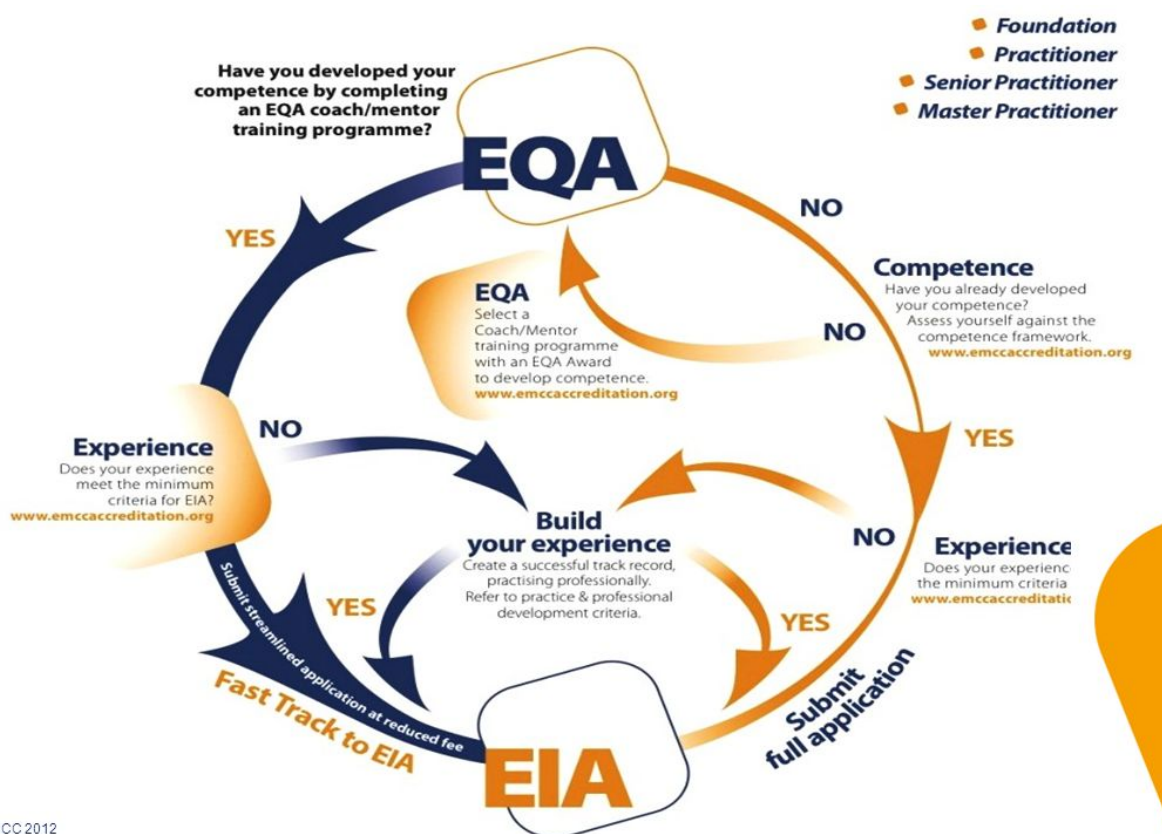 Foundation
Practitioner
Senior Practitioner
Master Practitioner
Have you developed your
competence by completing
an EQA coach/mentor
training programme?
EQA
YES
NO
Competence
Have you already developed
your competence?
Assess yourself against the
competence framework.
www.emccaccreditation.org
NO
EQA
Select a
Coach/Mentor
training programme
with an EQA Award
to develop competence.
www.emccaccreditation.org
YES
NO
Experience
Does your experience
meet the minimum
criteria for EIA?
www.emccaccreditation.org
Build
your experience
Create a successful track record,
practising professionally.
Refer to practice & professional
development criteria.
NO
Experience
Does your experienc
the minimum criteria
www.emccaccreditatic
YES
YES
Submit streamlined application at reduced fee
Fast Track to EIA
Submit
full application
EIA
CC 2012